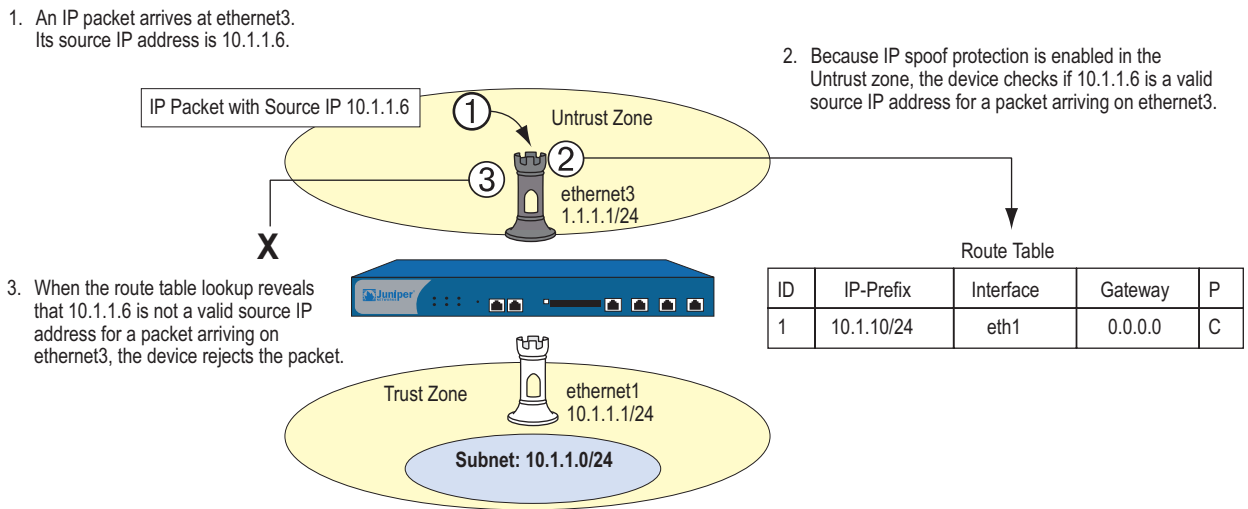 1. An IP packet arrives at ethernet3.
Its source IP address is 10.1.1.6.
2. Because IP spoof protection is enabled in the
Untrust zone, the device checks if 10.1.1.6 is a valid
source IP address for a packet arriving on ethernet3.
IP Packet with Source IP 10.1.1.6
1
Untrust Zone
2
3
ethernet3
1.1.1.1/24
X
3. When the route table lookup reveals
that 10.1.1.6 is not a valid source IP
address for a packet arriving on
ethernet3, the device rejects the packet.
Juniper
Route Table
ID IP-Prefix Interface Gateway P
1 10.1.10/24 eth1 0.0.0.0 C
Trust Zone
ethernet1
10.1.1.1/24
Subnet: 10.1.1.0/24